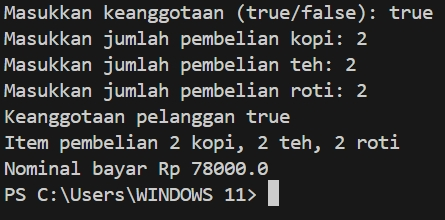 Masukkan keanggotaan (true/false): true
Masukkan jumlah pembelian kopi: 2
Masukkan jumlah pembelian teh: 2
Masukkan jumlah pembelian roti: 2
Keanggotaan pelanggan true
Item pembelian 2 kopi, 2 teh, 2 roti
Nominal bayar Rp 78000.0
PS C:\Users\WINDOWS 11>